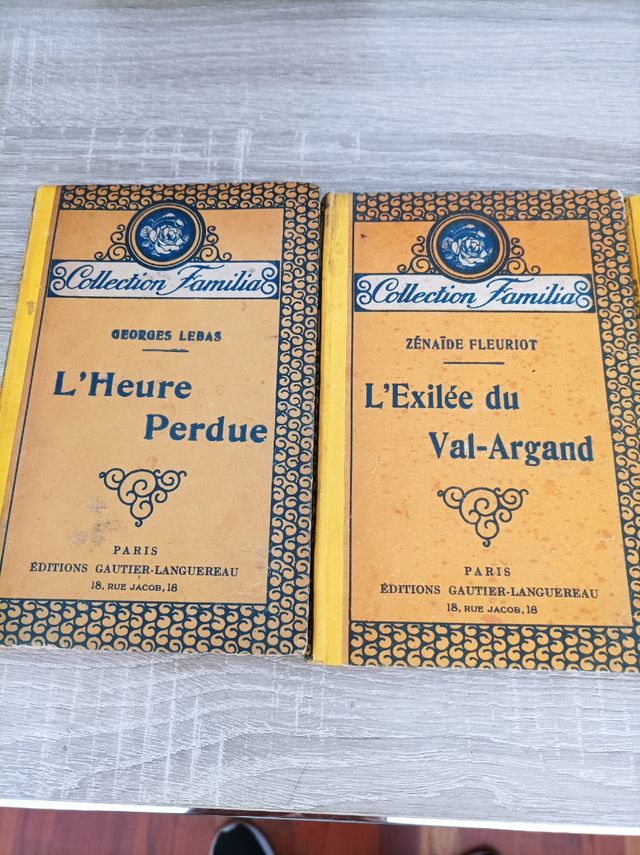 Collection Familia
GEORGES LEBAS
L'Heure
Perdue
PARIS
ÉDITIONS GAUTIER-LANGUEREAU
18, RUE JACOB, 18
Collection Familia
ZÉNAÏDE FLEURIOT
L'Exilée du
Val-Argand
PARIS
ÉDITIONS GAUTIER-LANGUEREAU
18, RUE JACOB, 18